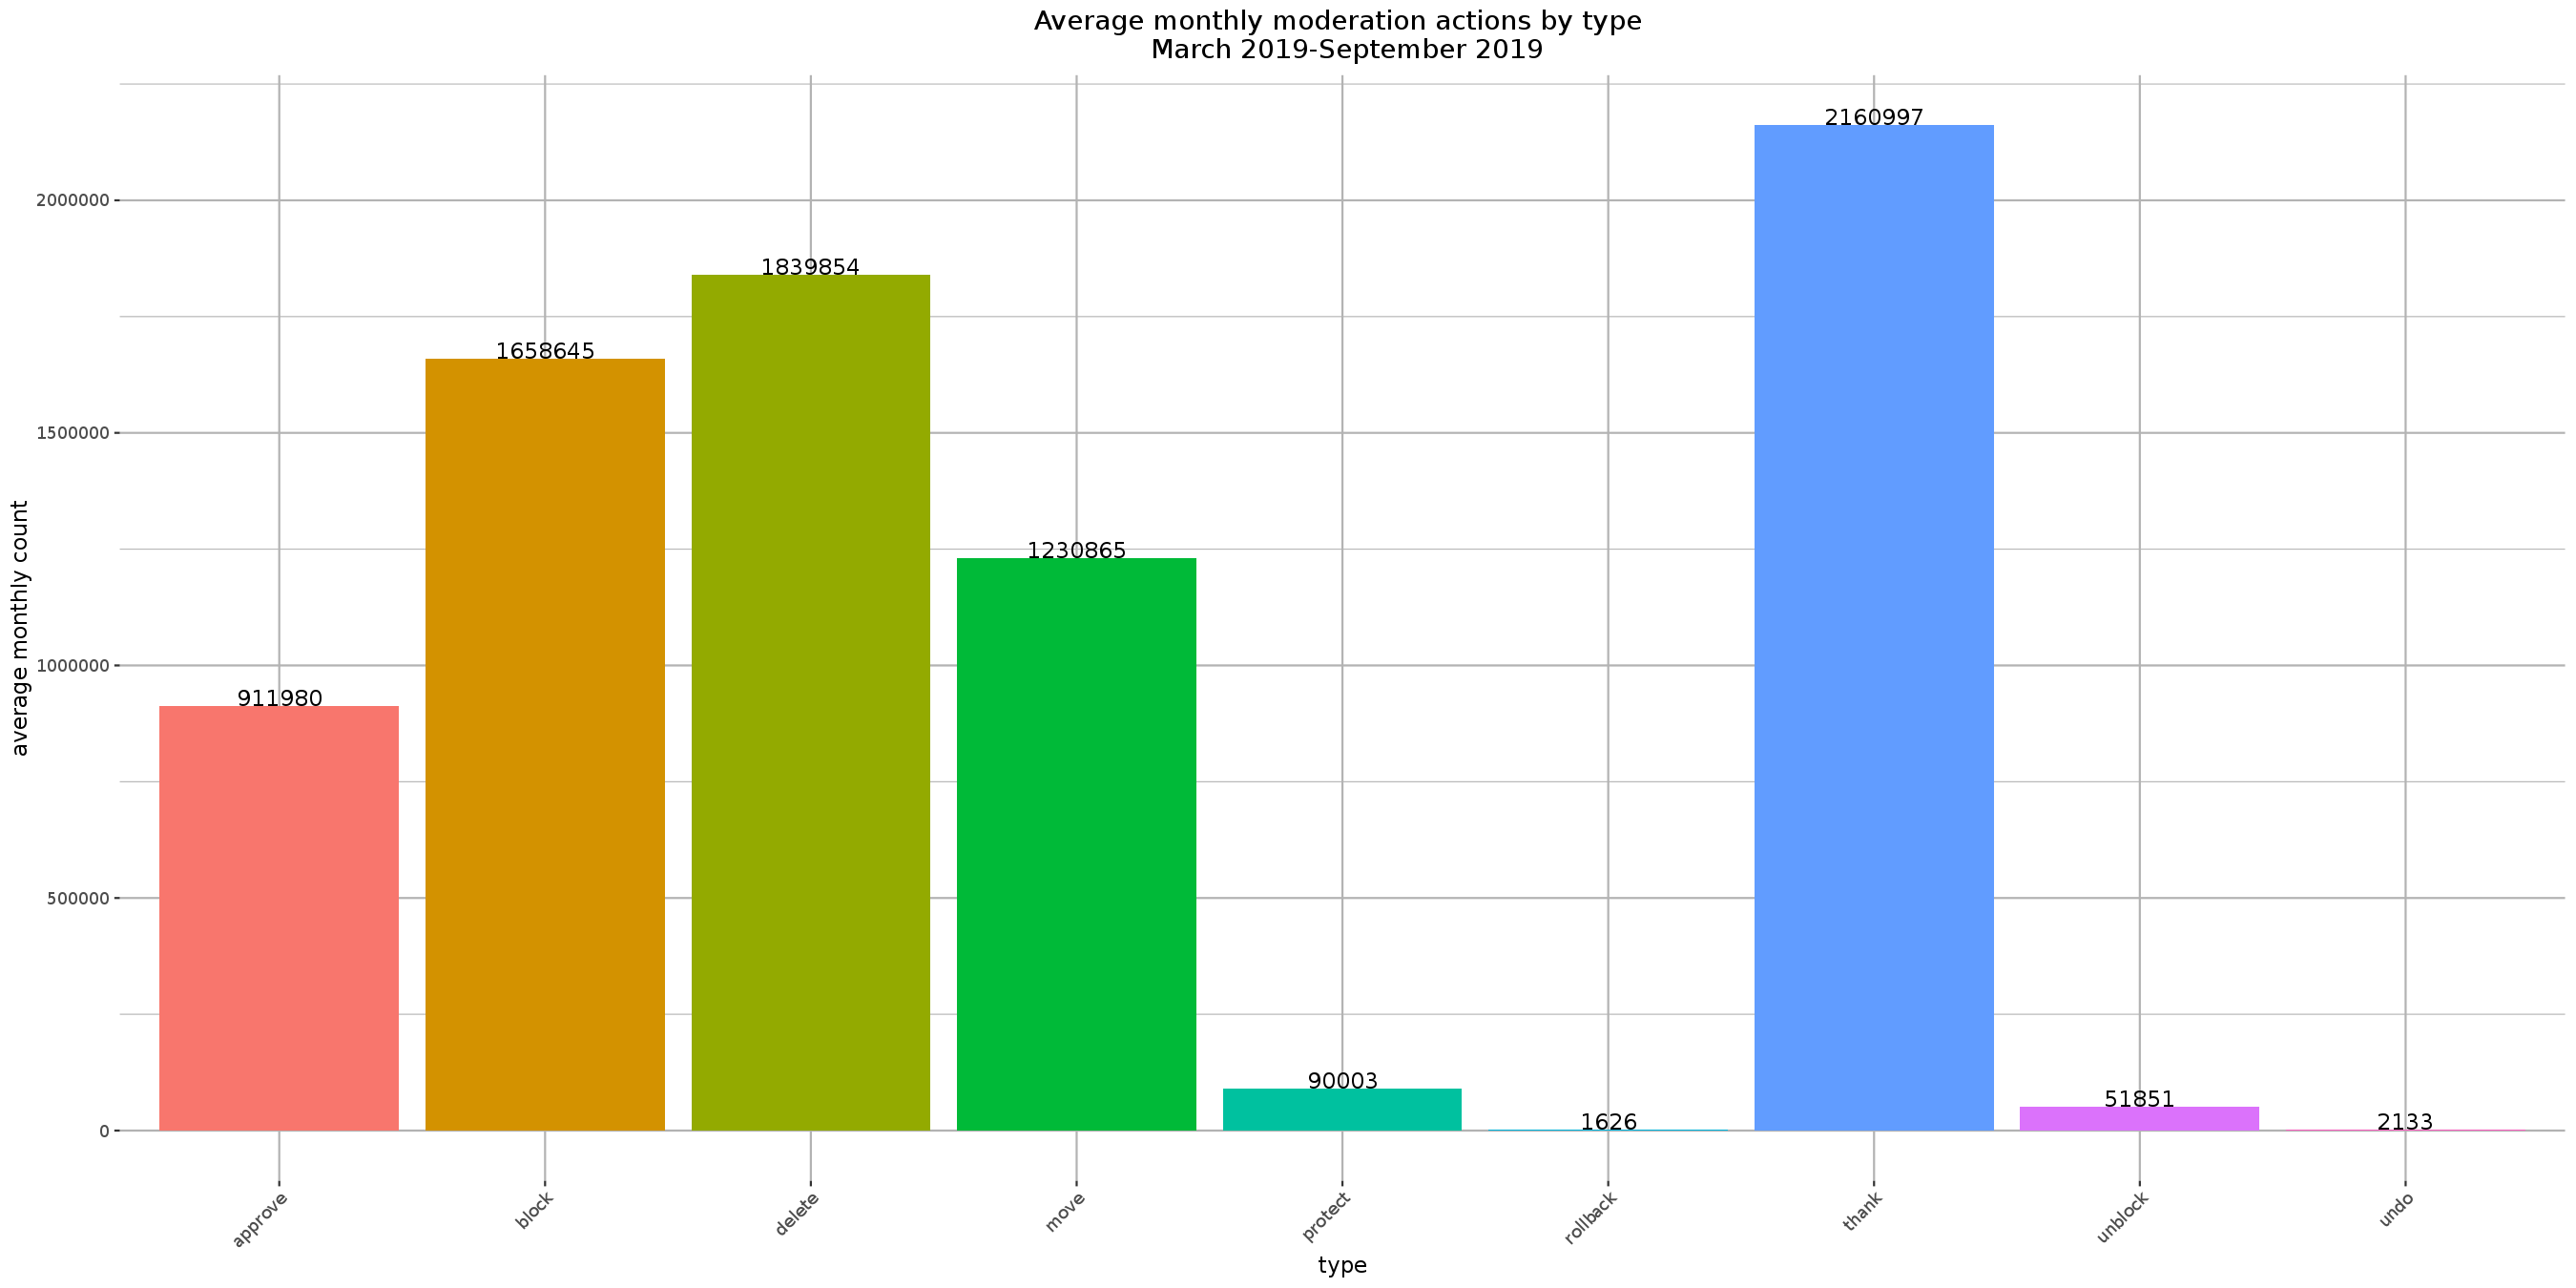 Average monthly moderation actions by type
March 2019-September 2019
average monthly count
2000000
1500000
1000000
500000
0
911980
1658645
1839854
1230865
90003
1626
2160997
51851
2133
approve
block
delete
move
protect
rollback
thank
unblock
undo
type